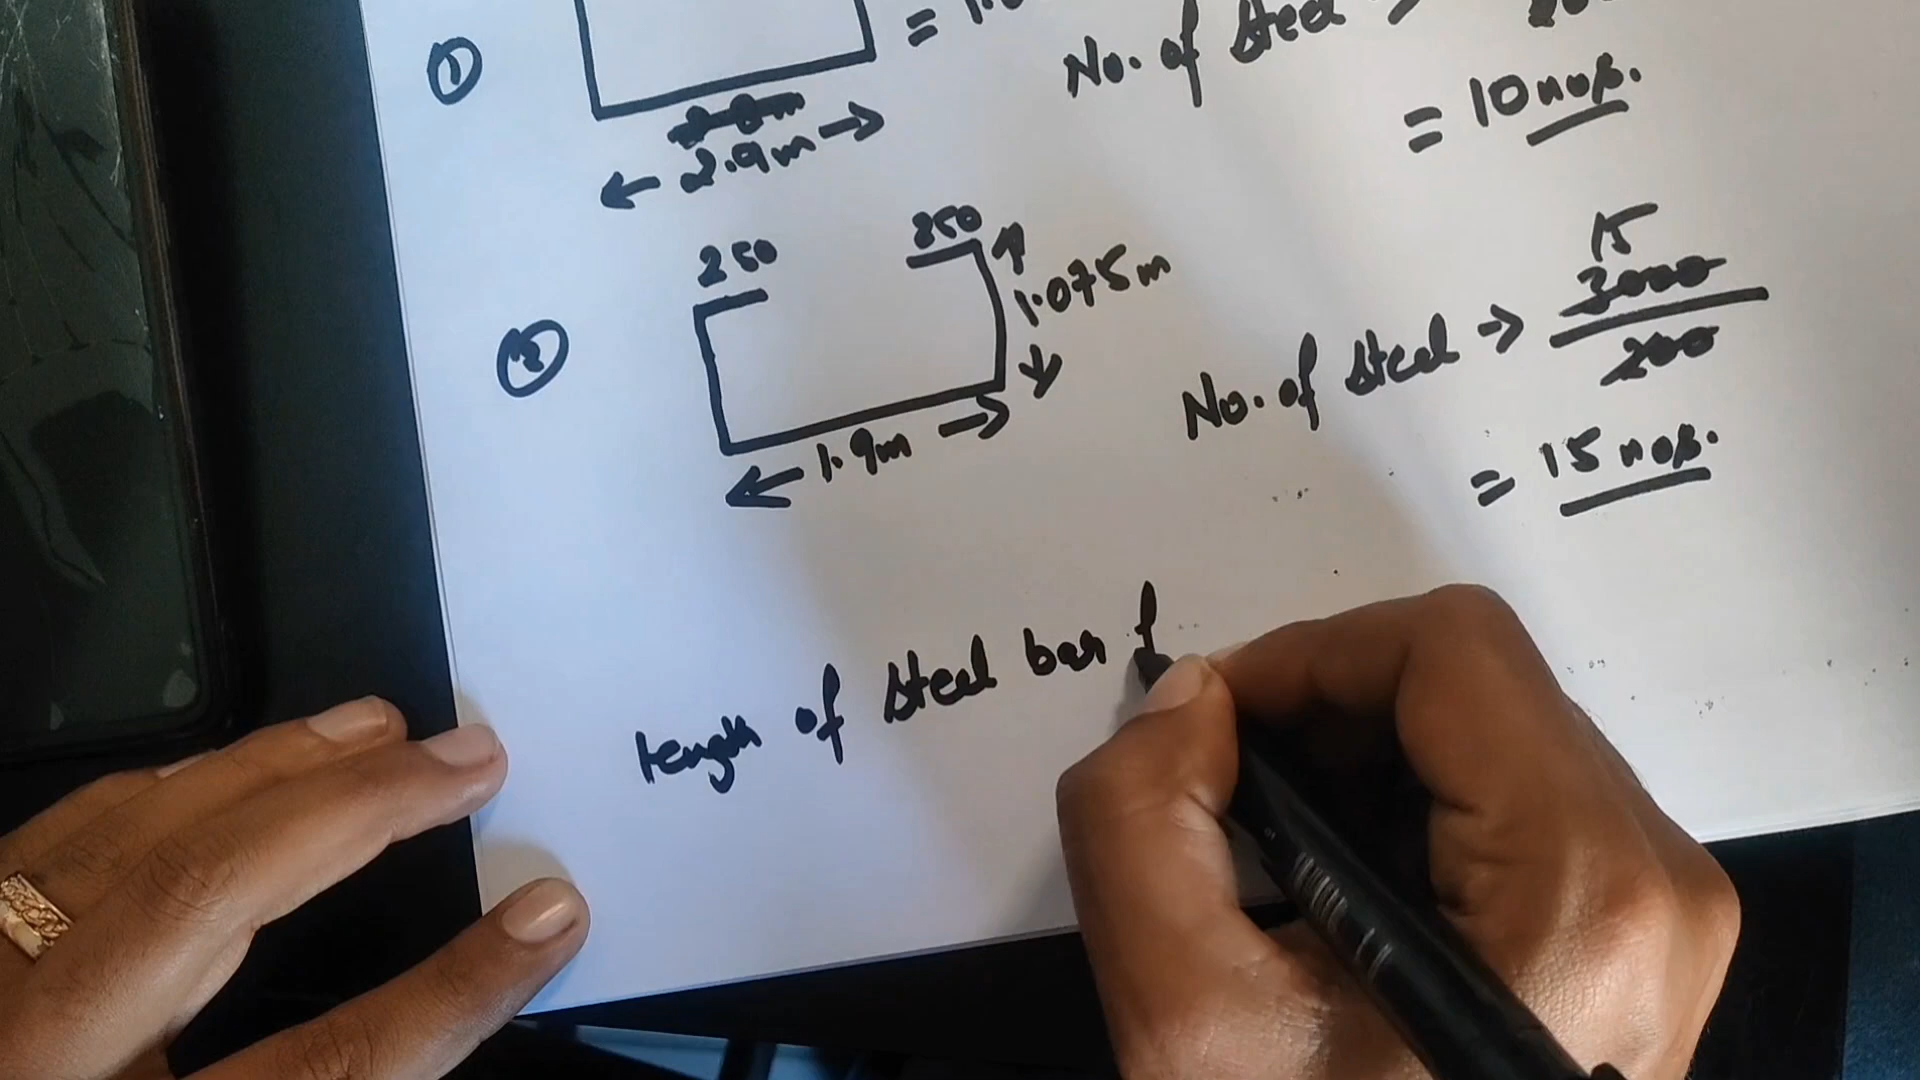 ①
No. of steel →
= 10 nos.
2.9m
②
250
250
1.075m
1.9m
No. of steel →
15
3000
200
= 15 nos.
length of steel bar f